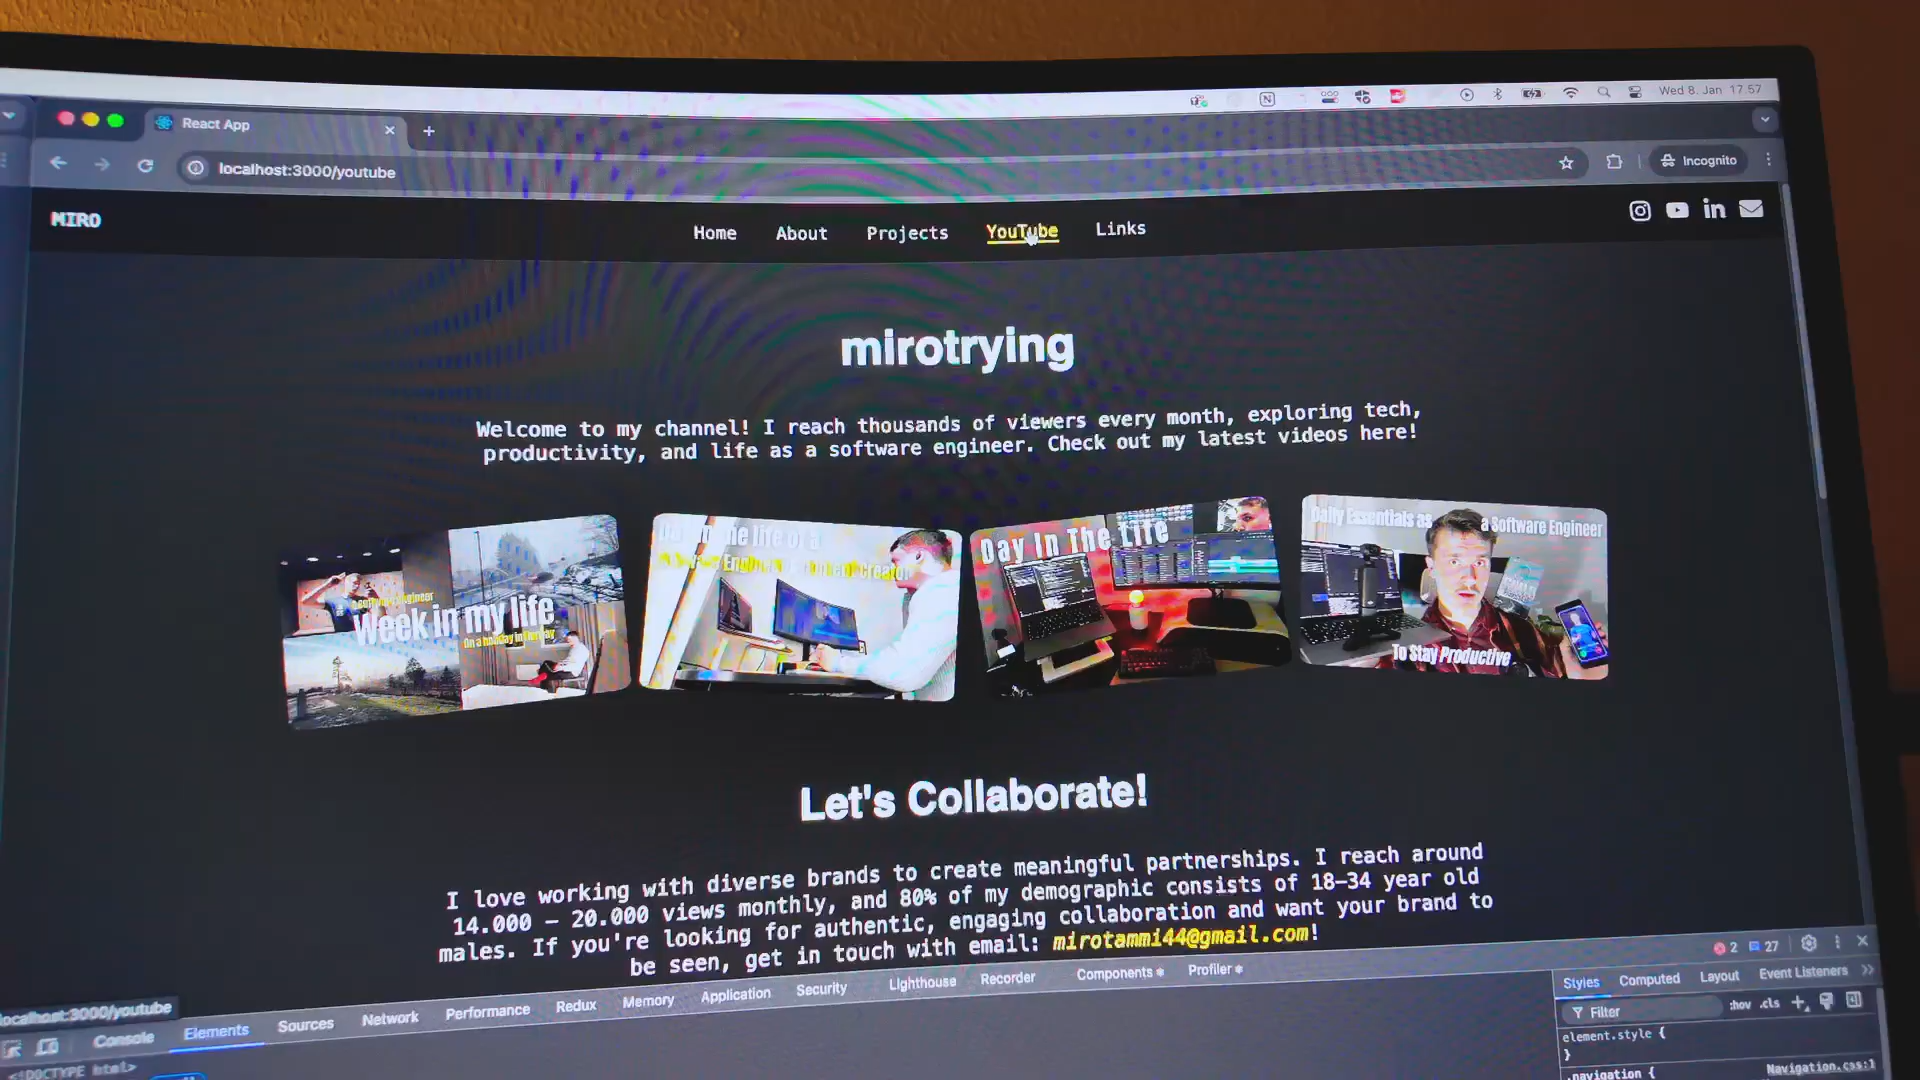 Wed 8. Jan 17.57
React App
localhost:3000/youtube
Incognito
MIRO
Home About Projects YouTube Links
mirotrying
Welcome to my channel! I reach thousands of viewers every month, exploring tech,
productivity, and life as a software engineer. Check out my latest videos here!
Week in my life
Day In The Life
Daily Essentials as a Software Engineer
To Stay Productive
Let's Collaborate!
I love working with diverse brands to create meaningful partnerships. I reach around
14.000 – 20.000 views monthly, and 80% of my demographic consists of 18–34 year old
males. If you're looking for authentic, engaging collaboration and want your brand to
be seen, get in touch with email: mirotammi44@gmail.com!
localhost:3000/youtube
Console Elements Sources Network Performance Redux Memory Application Security Lighthouse Recorder Components Profiler
2 27
<!DOCTYPE html>
Styles Computed Layout Event Listeners
Filter :hov .cls
element.style {
}
.navigation { Navigation.css:1